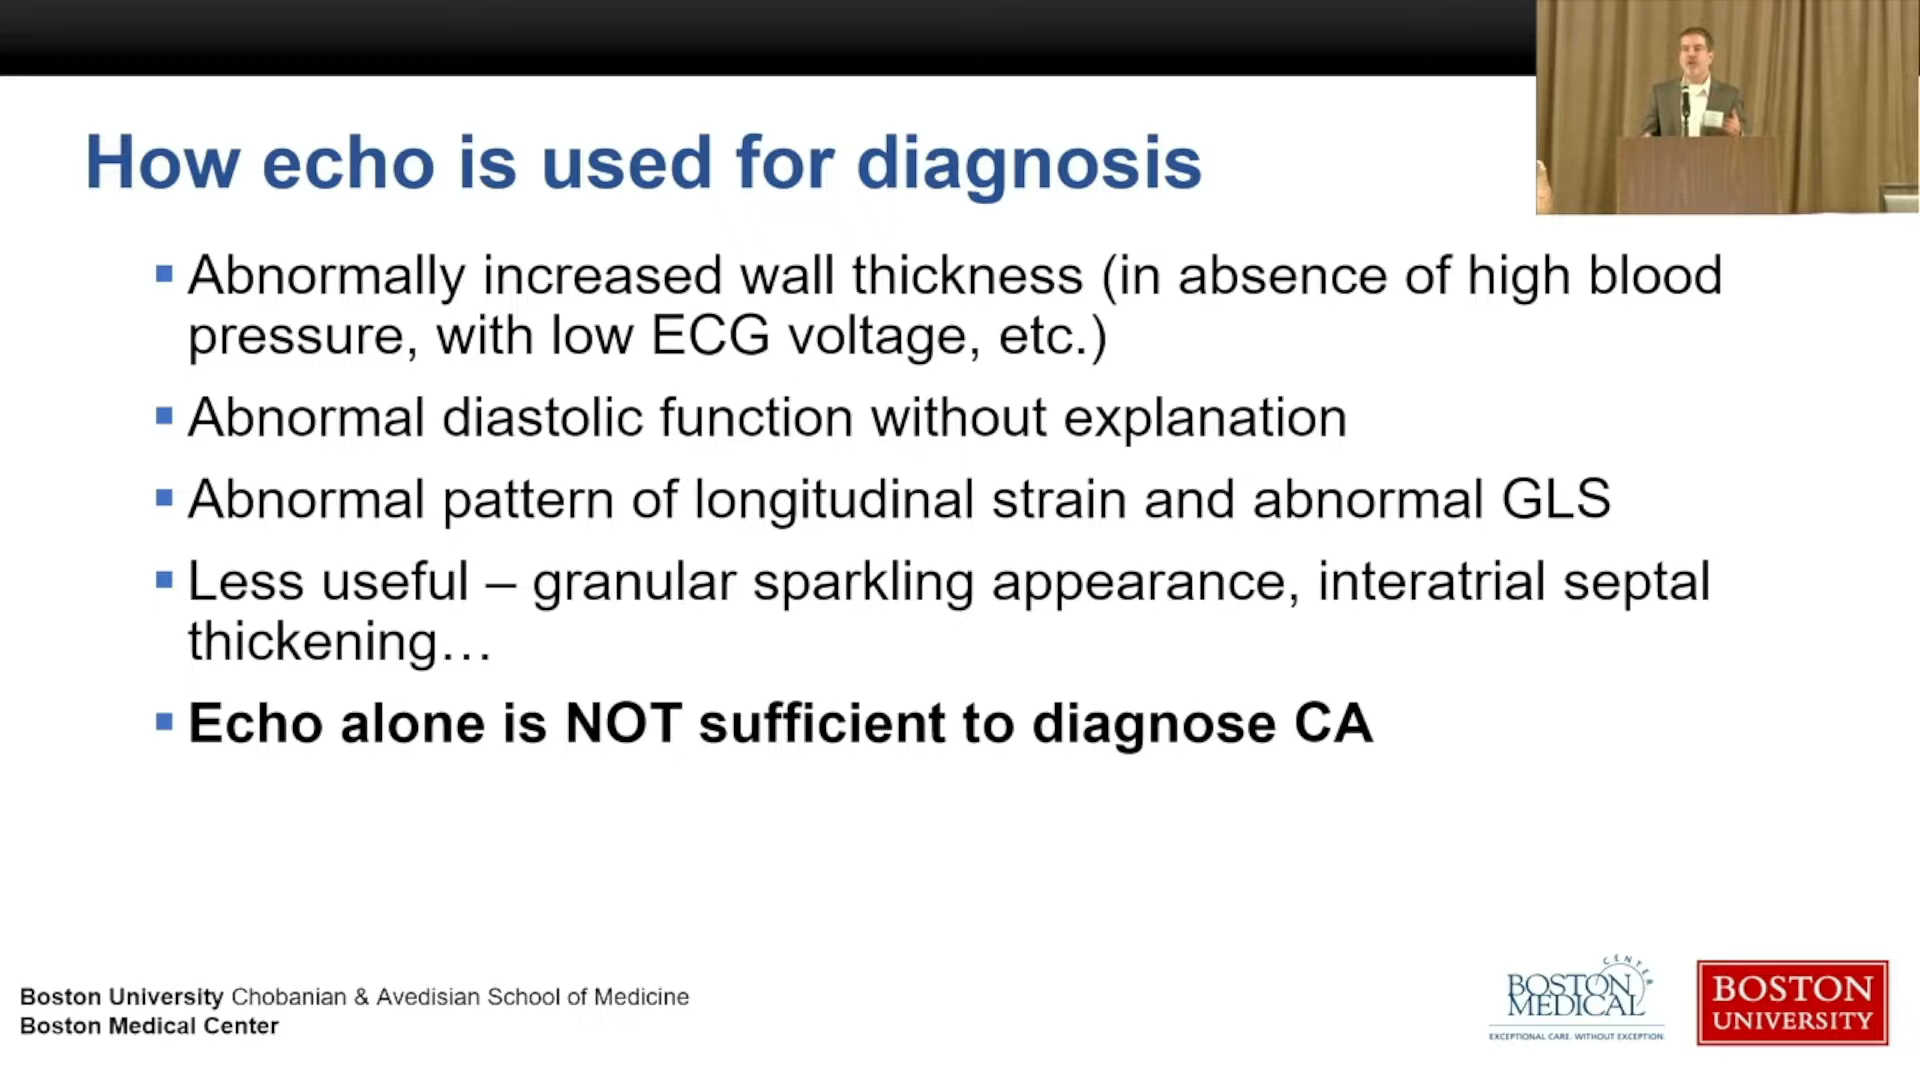 How echo is used for diagnosis
▪ Abnormally increased wall thickness (in absence of high blood
pressure, with low ECG voltage, etc.)
▪ Abnormal diastolic function without explanation
▪ Abnormal pattern of longitudinal strain and abnormal GLS
▪ Less useful – granular sparkling appearance, interatrial septal
thickening…
▪ Echo alone is NOT sufficient to diagnose CA
Boston University Chobanian & Avedisian School of Medicine
Boston Medical Center
BOSTON
MEDICAL
CENTER
EXCEPTIONAL CARE. WITHOUT EXCEPTION.
BOSTON
UNIVERSITY